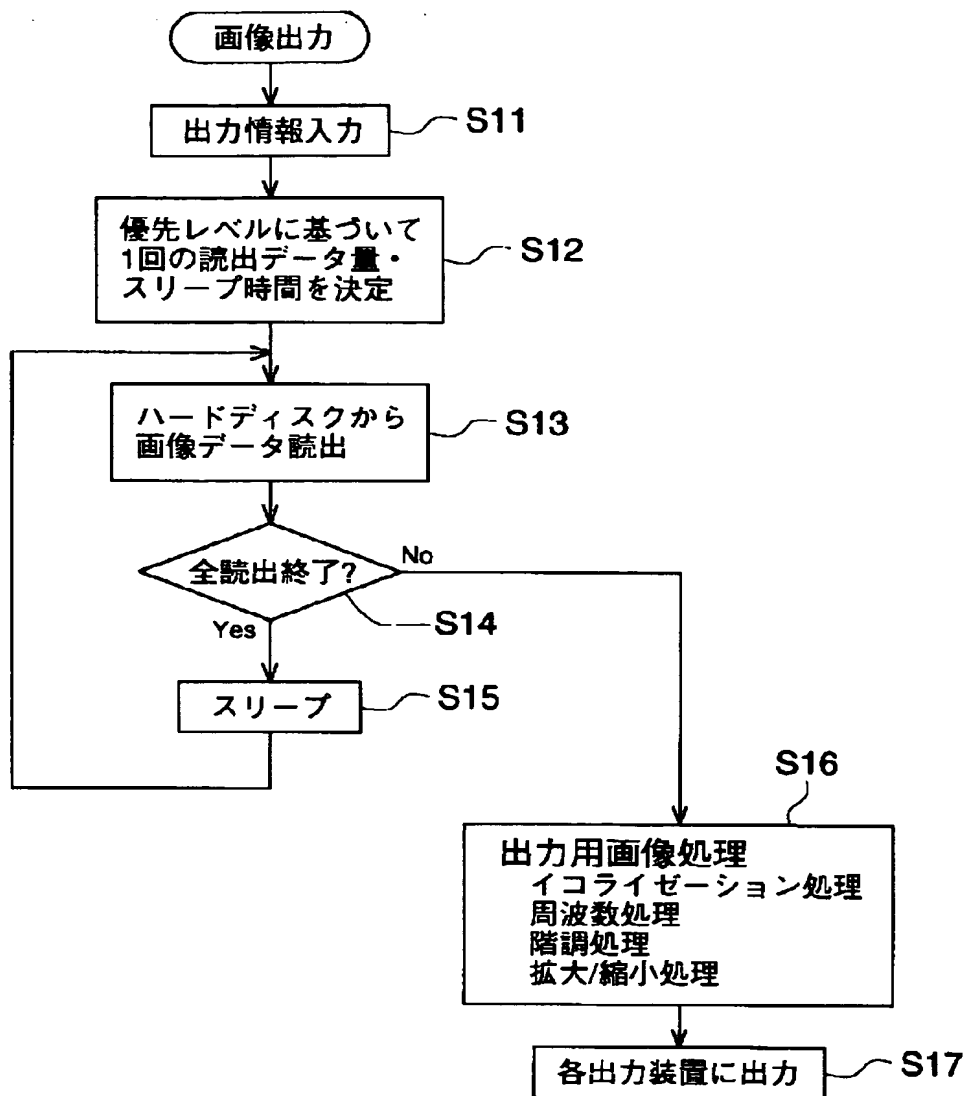 画像出力
出力情報入力
S11
優先レベルに基づいて
1回の読出データ量・
スリープ時間を決定
S12
ハードディスクから
画像データ読出
S13
全読出終了?
No
S14
Yes
スリープ
S15
S16
出力用画像処理
イコライゼーション処理
周波数処理
階調処理
拡大/縮小処理
各出力装置に出力
S17